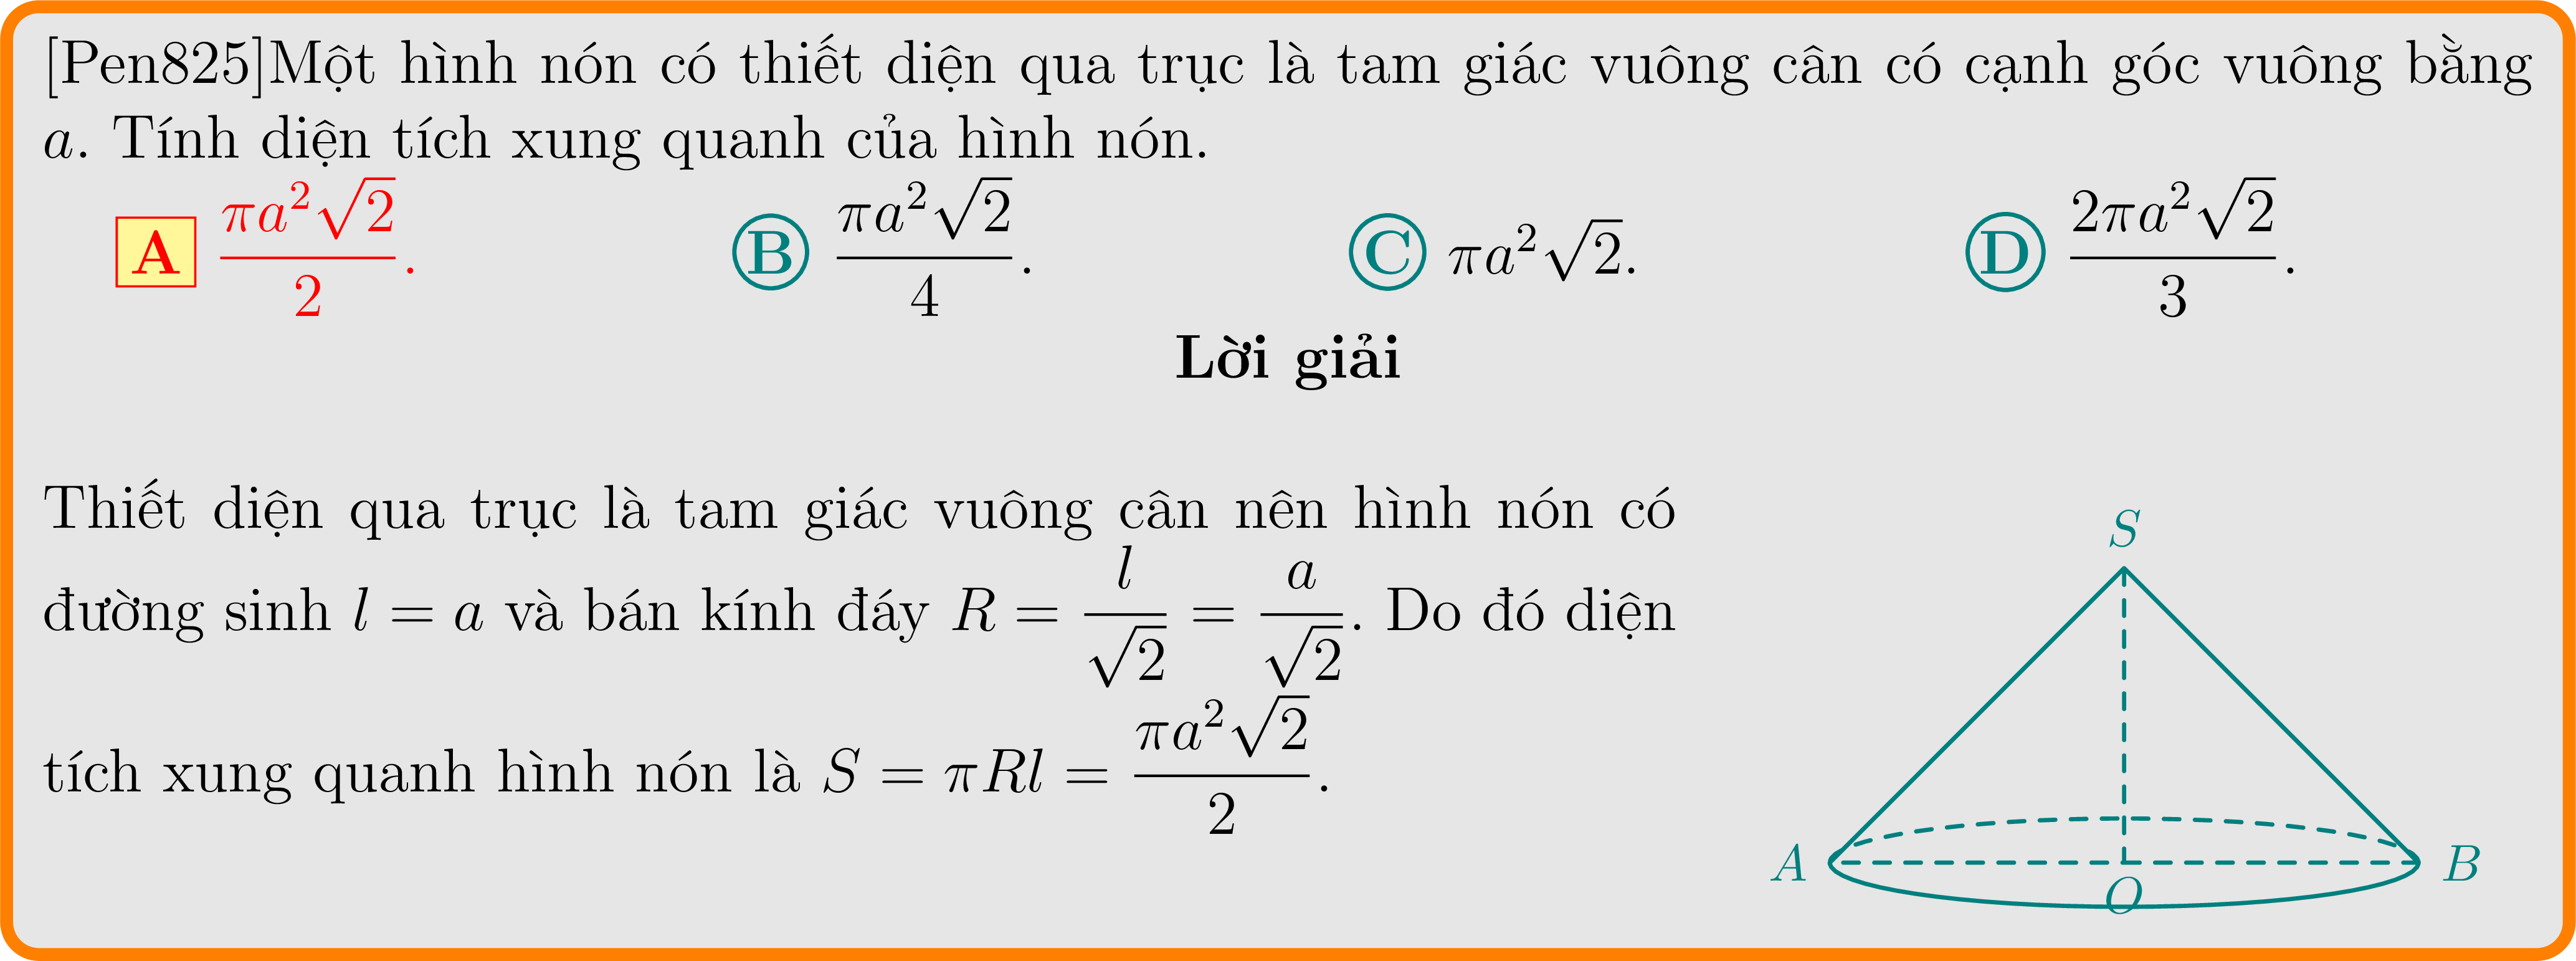 [Pen825]Một hình nón có thiết diện qua trục là tam giác vuông cân có cạnh góc vuông bằng
a. Tính diện tích xung quanh của hình nón.
A $\frac{\pi a^2\sqrt{2}}{2}$. B $\frac{\pi a^2\sqrt{2}}{4}$. C $\pi a^2\sqrt{2}$. D $\frac{2\pi a^2\sqrt{2}}{3}$.
Lời giải
Thiết diện qua trục là tam giác vuông cân nên hình nón có
đường sinh $l = a$ và bán kính đáy $R = \frac{l}{\sqrt{2}} = \frac{a}{\sqrt{2}}$. Do đó diện
tích xung quanh hình nón là $S = \pi Rl = \frac{\pi a^2\sqrt{2}}{2}$.
S
A
B
O